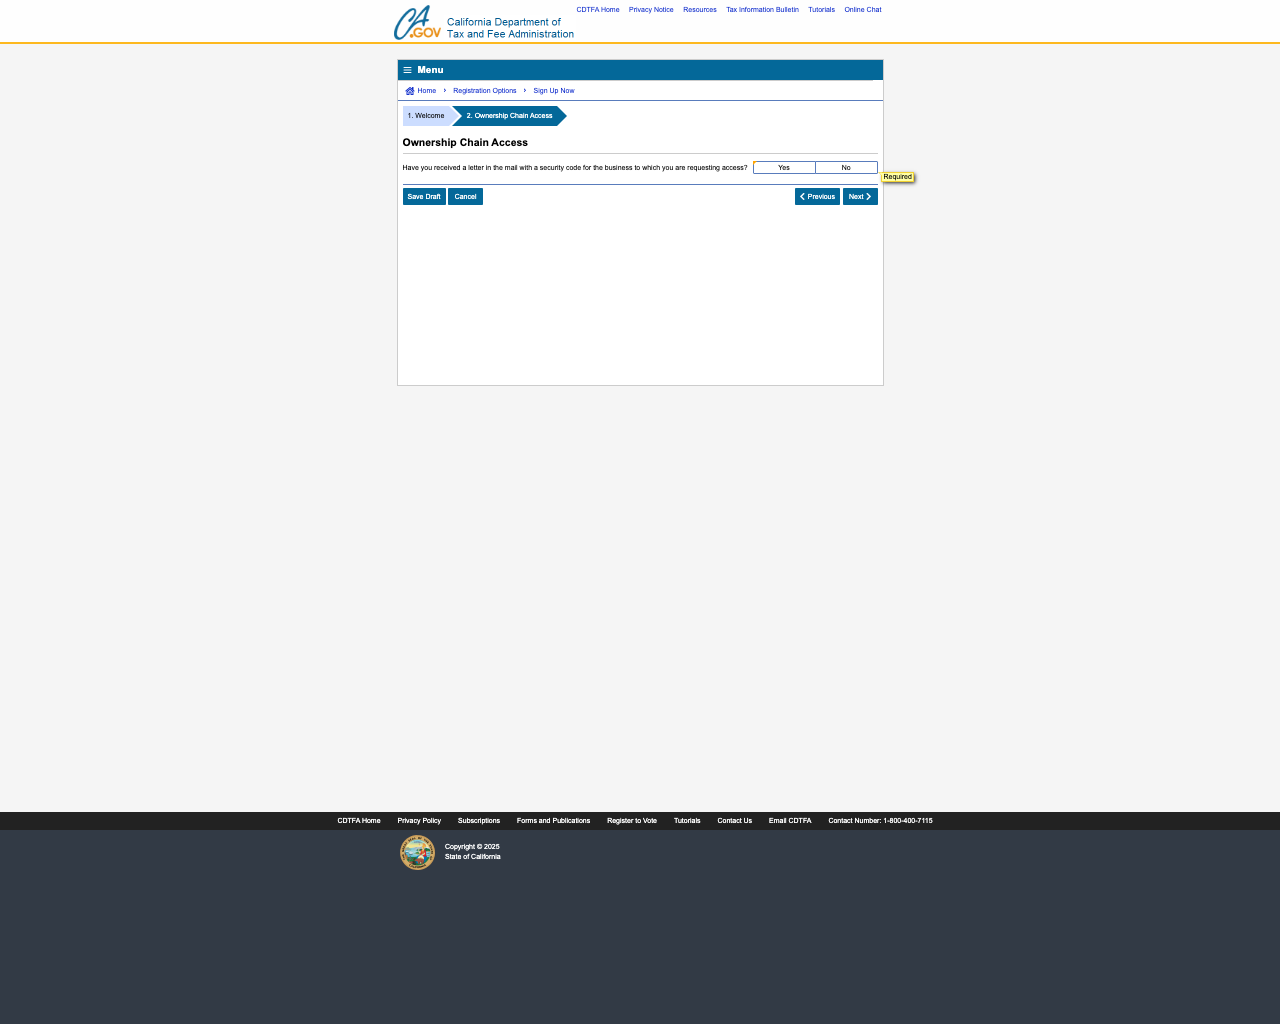 CDTFA Home Privacy Notice Resources Tax Information Bulletin Tutorials Online Chat
CA.GOV
California Department of
Tax and Fee Administration
Menu
Home › Registration Options › Sign Up Now
1. Welcome 2. Ownership Chain Access
Ownership Chain Access
Have you received a letter in the mail with a security code for the business to which you are requesting access? Yes No
Required
Save Draft Cancel Previous Next
CDTFA Home Privacy Policy Subscriptions Forms and Publications Register to Vote Tutorials Contact Us Email CDTFA Contact Number: 1-800-400-7115
Copyright © 2025
State of California